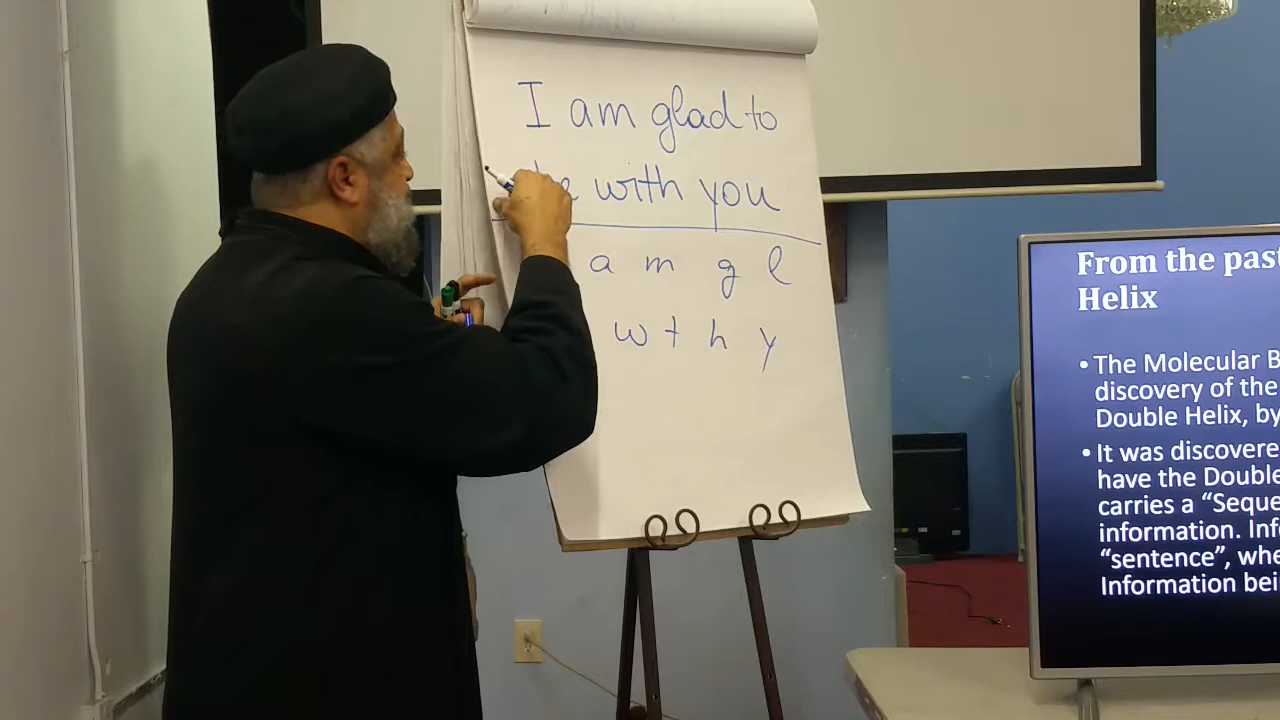 I am glad to
be with you
a m g l
w t h y
From the past
Helix
• The Molecular B
discovery of the
Double Helix, by
• It was discovere
have the Double
carries a “Seque
information. Inf
“sentence”, whe
Information bei